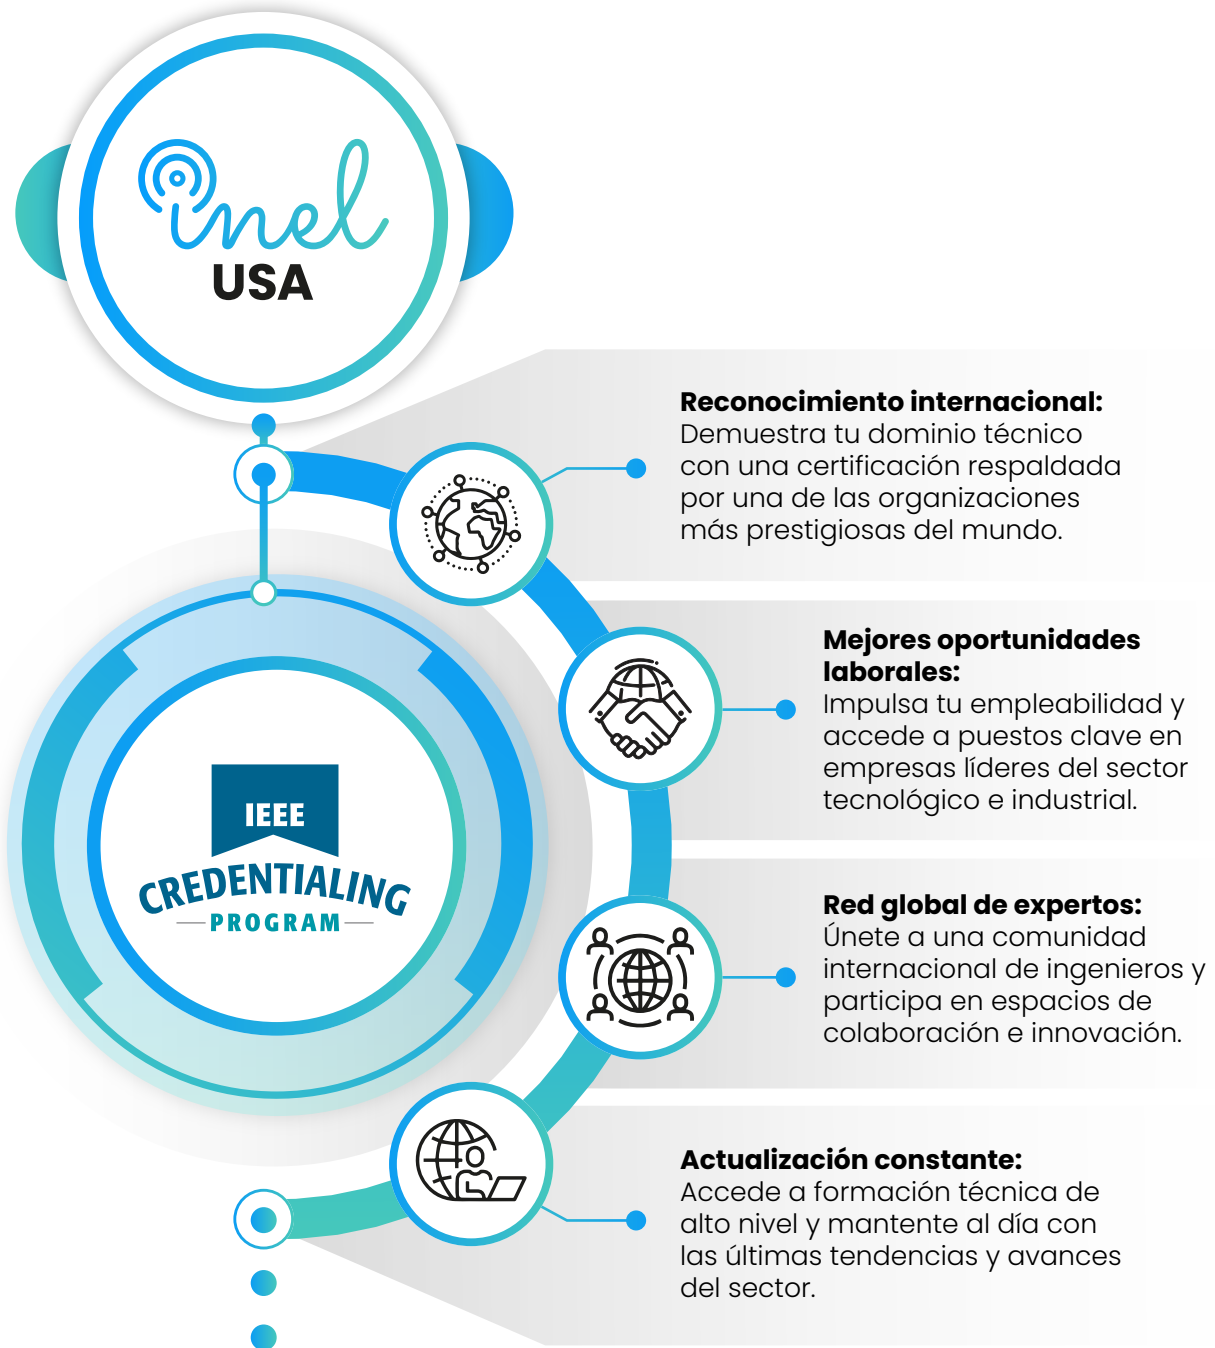 inel
USA
Reconocimiento internacional:
Demuestra tu dominio técnico
con una certificación respaldada
por una de las organizaciones
más prestigiosas del mundo.
Mejores oportunidades
laborales:
Impulsa tu empleabilidad y
accede a puestos clave en
empresas líderes del sector
tecnológico e industrial.
IEEE
CREDENTIALING
PROGRAM
Red global de expertos:
Únete a una comunidad
internacional de ingenieros y
participa en espacios de
colaboración e innovación.
Actualización constante:
Accede a formación técnica de
alto nivel y mantente al día con
las últimas tendencias y avances
del sector.